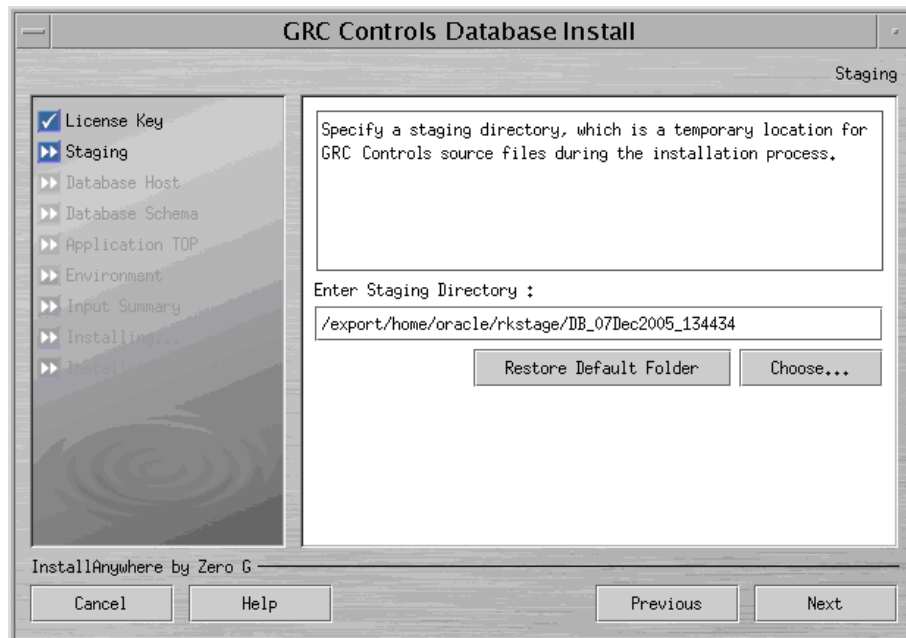 GRC Controls Database Install
Staging
License Key
Staging
Database Host
Database Schema
Application TOP
Environment
Input Summary
Installing...
Specify a staging directory, which is a temporary location for
GRC Controls source files during the installation process.
Enter Staging Directory :
/export/home/oracle/rkstage/DB_07Dec2005_134434
Restore Default Folder
Choose...
InstallAnywhere by Zero G
Cancel
Help
Previous
Next